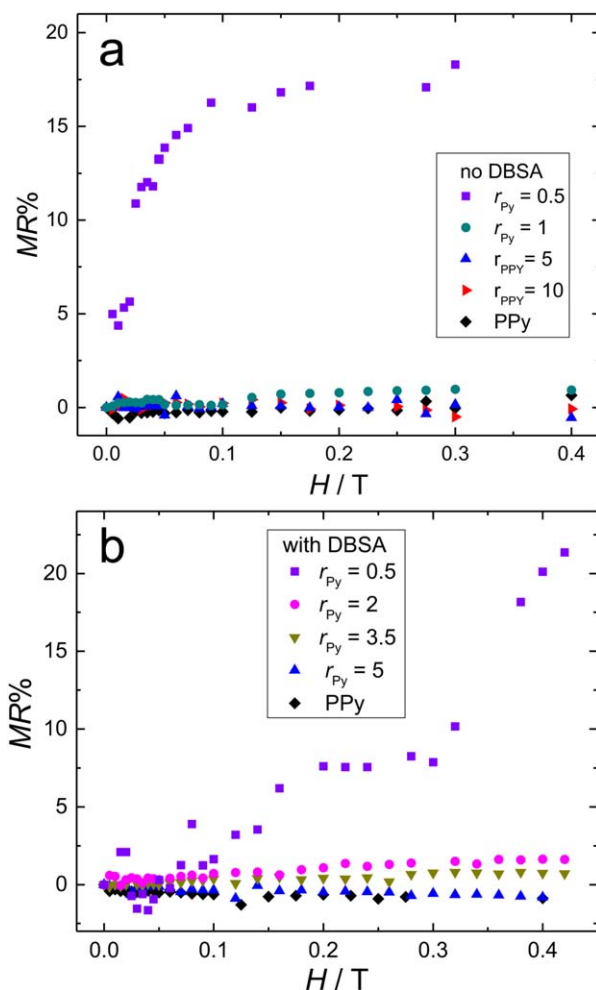 a
25
20
15
10
5
0
MR%
0.0 0.1 0.2 0.3 0.4
H / T
no DBSA
rPy = 0.5
rPy = 1
rPPY = 5
rPPY = 10
PPy
b
20
15
10
5
0
MR%
0.0 0.1 0.2 0.3 0.4
H / T
with DBSA
rPy = 0.5
rPy = 2
rPy = 3.5
rPy = 5
PPy